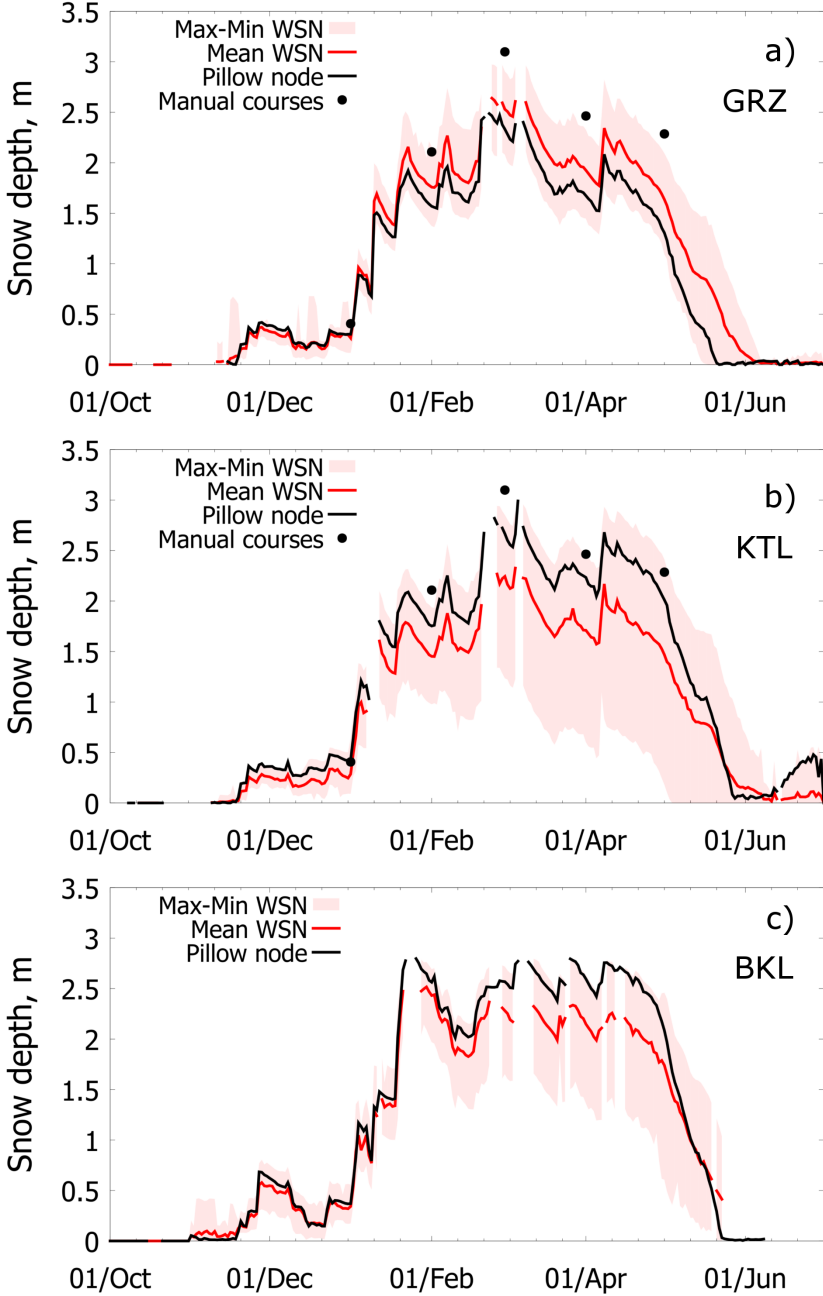 3.5
Max-Min WSN
a)
3
Mean WSN
Pillow node
GRZ
2.5
Manual courses
2
Snow depth, m
1.5
1
0.5
0
01/Oct 01/Dec 01/Feb 01/Apr 01/Jun
3.5
Max-Min WSN
b)
3
Mean WSN
Pillow node
KTL
2.5
Manual courses
2
Snow depth, m
1.5
1
0.5
0
01/Oct 01/Dec 01/Feb 01/Apr 01/Jun
3.5
Max-Min WSN
c)
Mean WSN
3
Pillow node
BKL
2.5
2
Snow depth, m
1.5
1
0.5
0
01/Oct 01/Dec 01/Feb 01/Apr 01/Jun